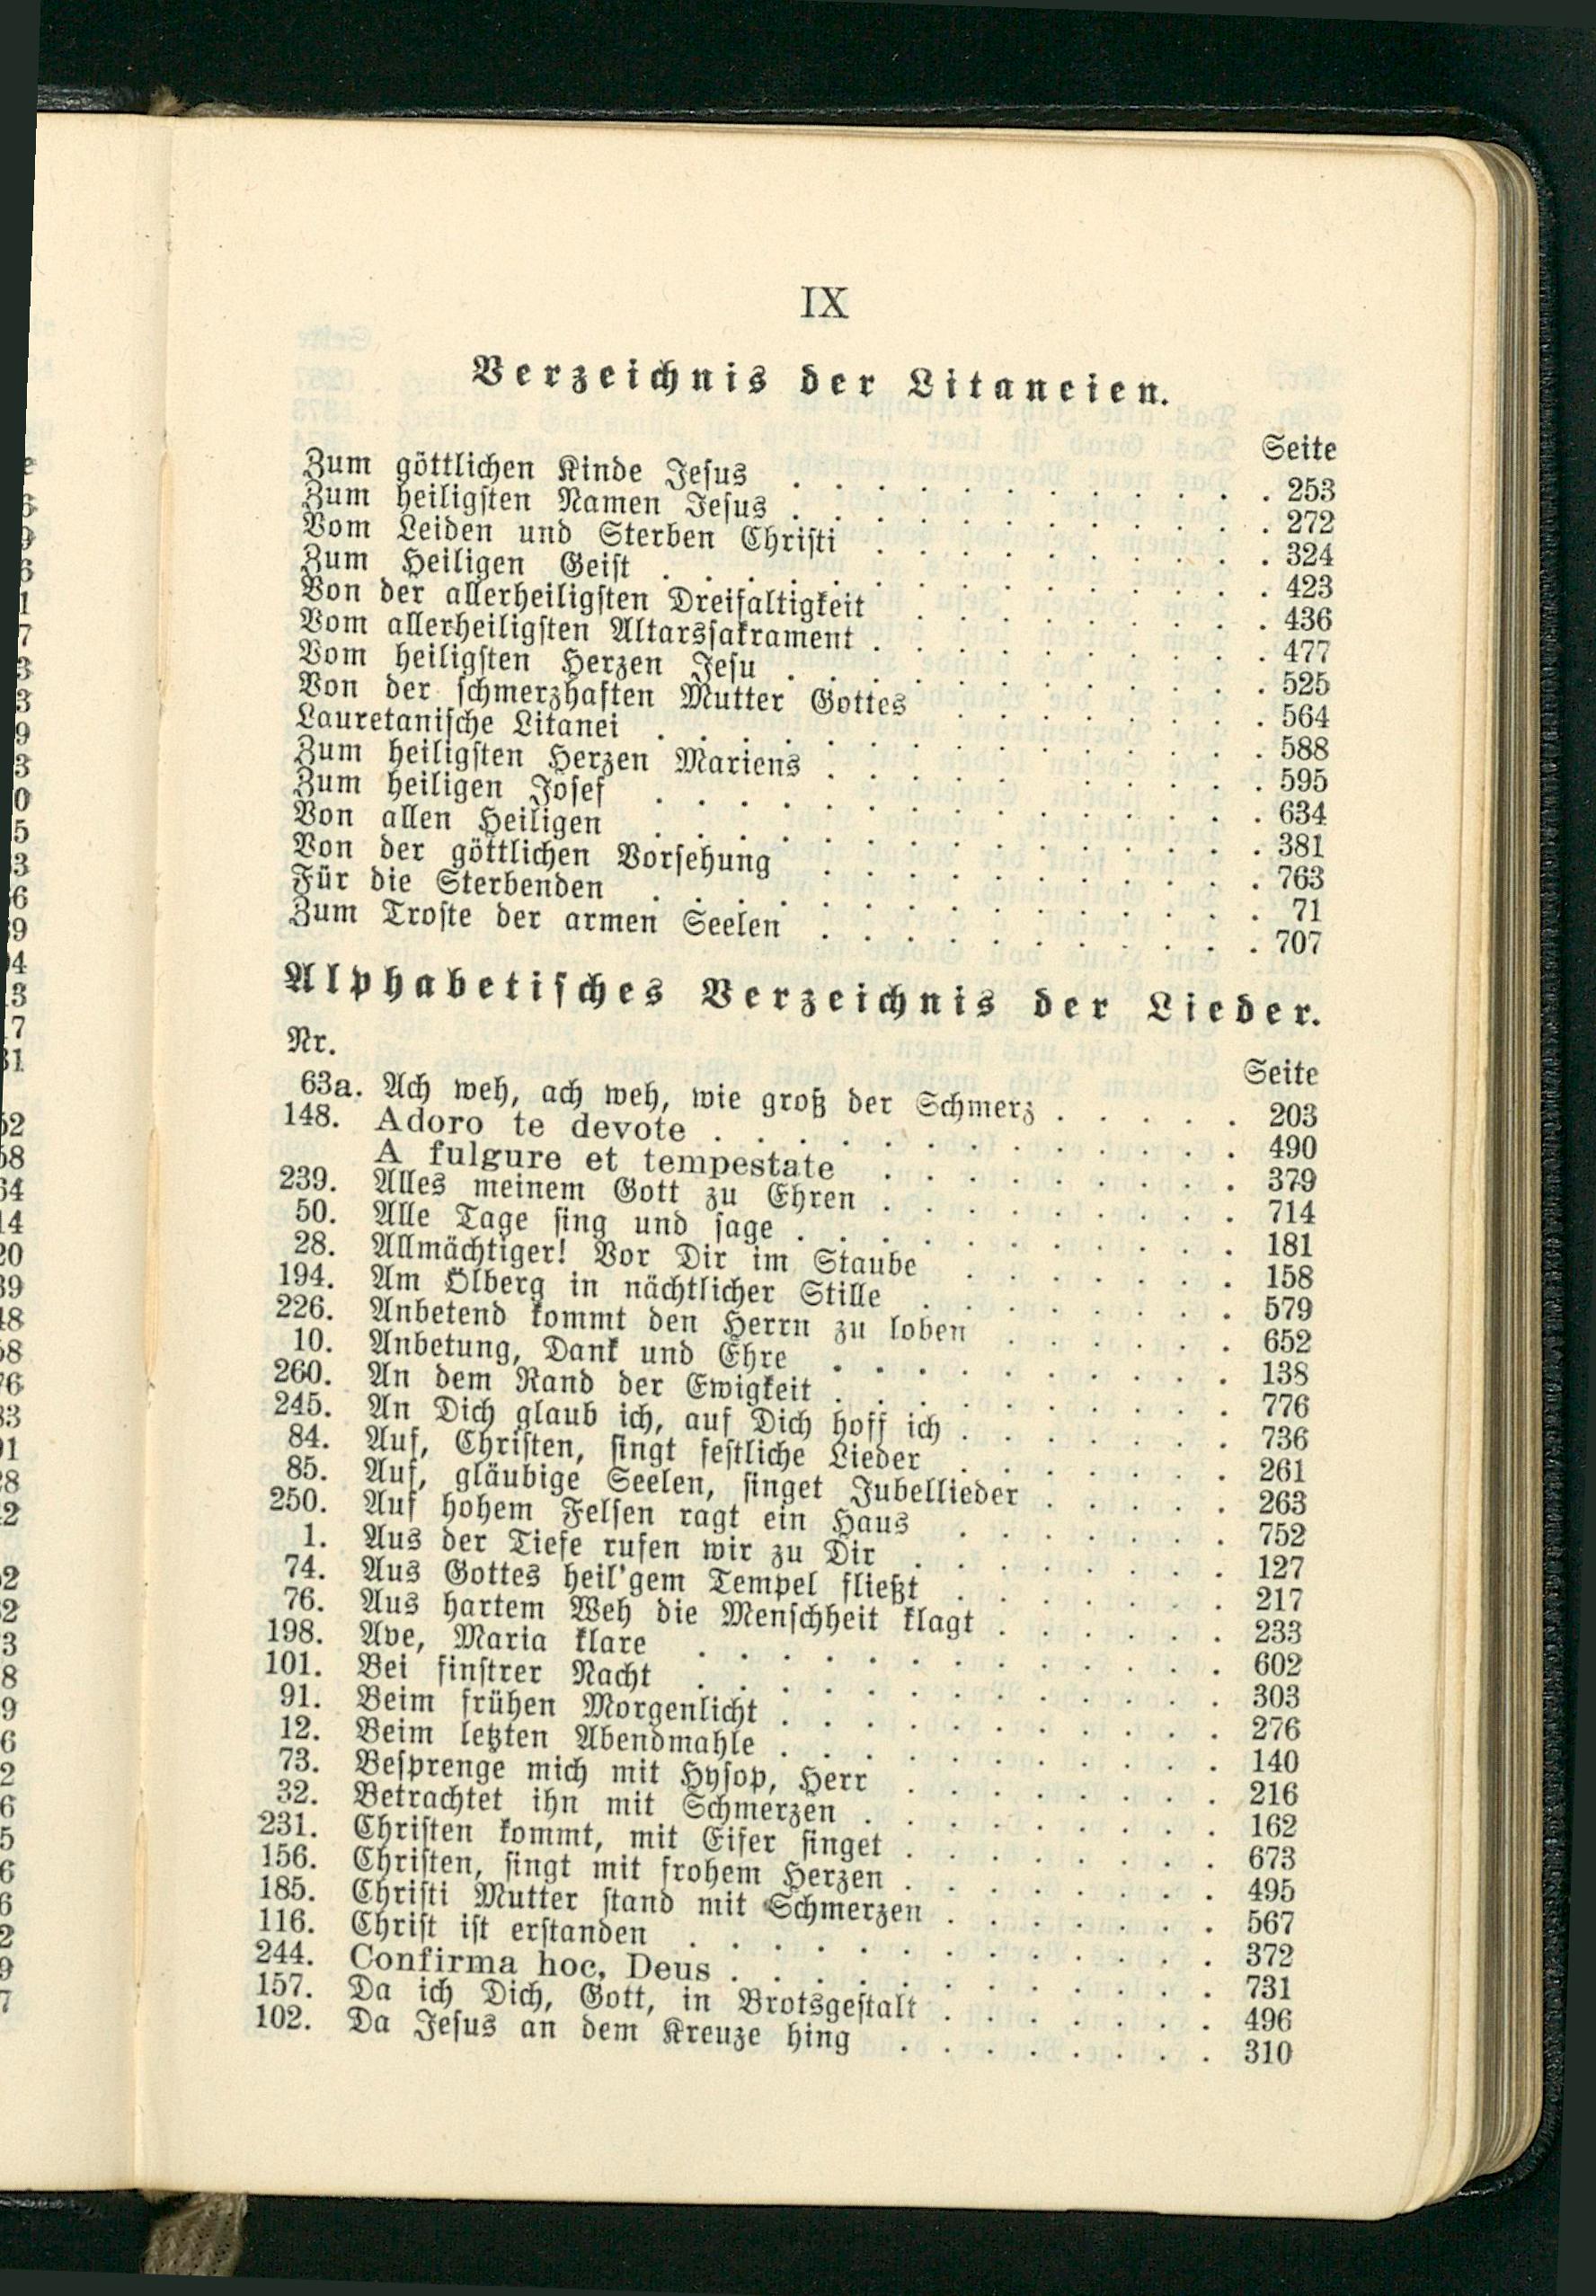 IX
Verzeichnis der Litaneien.
Seite
Zum göttlichen Kinde Jesus . . . . . . . . . . . . 253
Zum heiligsten Namen Jesus . . . . . . . . . . . . 272
Vom Leiden und Sterben Christi . . . . . . . . . . 324
Zum Heiligen Geist . . . . . . . . . . . . . . . 423
Von der allerheiligsten Dreifaltigkeit . . . . . . . . . 436
Vom allerheiligsten Altarssakrament . . . . . . . . . . 477
Vom heiligsten Herzen Jesu . . . . . . . . . . . . 525
Von der schmerzhaften Mutter Gottes . . . . . . . . 564
Lauretanische Litanei . . . . . . . . . . . . . . . 588
Zum heiligsten Herzen Mariens . . . . . . . . . . . 595
Zum heiligen Josef . . . . . . . . . . . . . . . 634
Von allen Heiligen . . . . . . . . . . . . . . . 381
Von der göttlichen Vorsehung . . . . . . . . . . . 763
Für die Sterbenden . . . . . . . . . . . . . . . 71
Zum Troste der armen Seelen . . . . . . . . . . . 707
Alphabetisches Verzeichnis der Lieder.
Nr. Seite
63a. Ach weh, ach weh, wie groß der Schmerz . . . . . 203
148. Adoro te devote . . . . . . . . . . . . . 490
A fulgure et tempestate . . . . . . . . . 379
239. Alles meinem Gott zu Ehren . . . . . . . . . 714
50. Alle Tage sing und sage . . . . . . . . . . . 181
28. Allmächtiger! Vor Dir im Staube . . . . . . . 158
194. Am Ölberg in nächtlicher Stille . . . . . . . . 579
226. Anbetend kommt den Herrn zu loben . . . . . . 652
10. Anbetung, Dank und Ehre . . . . . . . . . . 138
260. An dem Rand der Ewigkeit . . . . . . . . . . 776
245. An Dich glaub ich, auf Dich hoff ich . . . . . . . 736
84. Auf, Christen, singt festliche Lieder . . . . . . . 261
85. Auf, gläubige Seelen, singet Jubellieder . . . . . 263
250. Auf hohem Felsen ragt ein Haus . . . . . . . 752
1. Aus der Tiefe rufen wir zu Dir . . . . . . . . 127
74. Aus Gottes heil'gem Tempel fließt . . . . . . . 217
76. Aus hartem Weh die Menschheit klagt . . . . . . 233
198. Ave, Maria klare . . . . . . . . . . . . . 602
101. Bei finstrer Nacht . . . . . . . . . . . . . 303
91. Beim frühen Morgenlicht . . . . . . . . . . . 276
12. Beim letzten Abendmahle . . . . . . . . . . . 140
73. Besprenge mich mit Hysop, Herr . . . . . . . . 216
32. Betrachtet ihn mit Schmerzen . . . . . . . . . 162
231. Christen kommt, mit Eifer singet . . . . . . . . 673
156. Christen, singt mit frohem Herzen . . . . . . . . 495
185. Christi Mutter stand mit Schmerzen . . . . . . . 567
116. Christ ist erstanden . . . . . . . . . . . . . 372
244. Confirma hoc, Deus . . . . . . . . . . . . 731
157. Da ich Dich, Gott, in Brotsgestalt . . . . . . . 496
102. Da Jesus an dem Kreuze hing . . . . . . . . 310